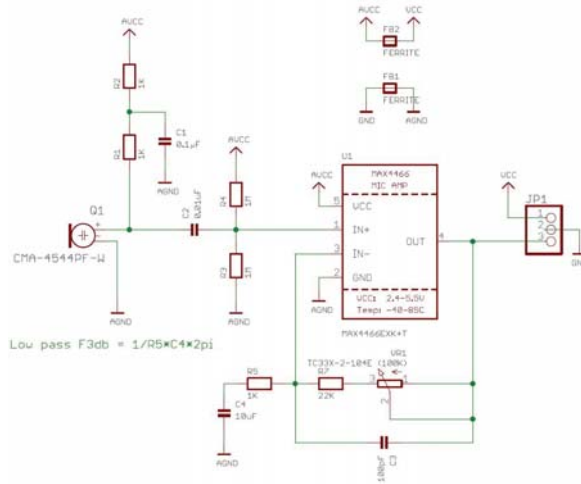 AVCC
R2
1K
R1
1K
C1
0.1µF
AGND
Q1
CMA-4544PF-W
AGND
C2
0.01uF
AVCC
R4
1M
R3
1M
AGND
AVCC
VCC
FB2
FERRITE
FB1
FERRITE
GND
AGND
U1
MAX4466
MIC AMP
AVCC
5
VCC
1
IN+
3
IN-
OUT
4
2
GND
AGND
VCC: 2.4-5.5V
Temp: -40-85C
MAX4466EXK+T
VCC
JP1
1
2
3
GND
Low pass F3db = 1/R5*C4*2pi
TC33X-2-104E (100K)
VR1
R5
1K
R7
22K
3
1
2
C4
10uF
AGND
100pF
C3